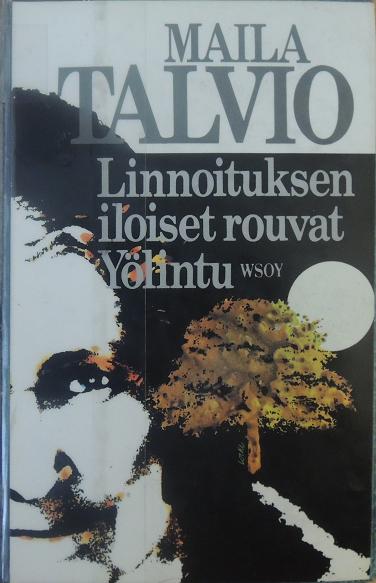 MAILA
TALVIO
Linnoituksen
iloiset rouvat
Yölintu WSOY